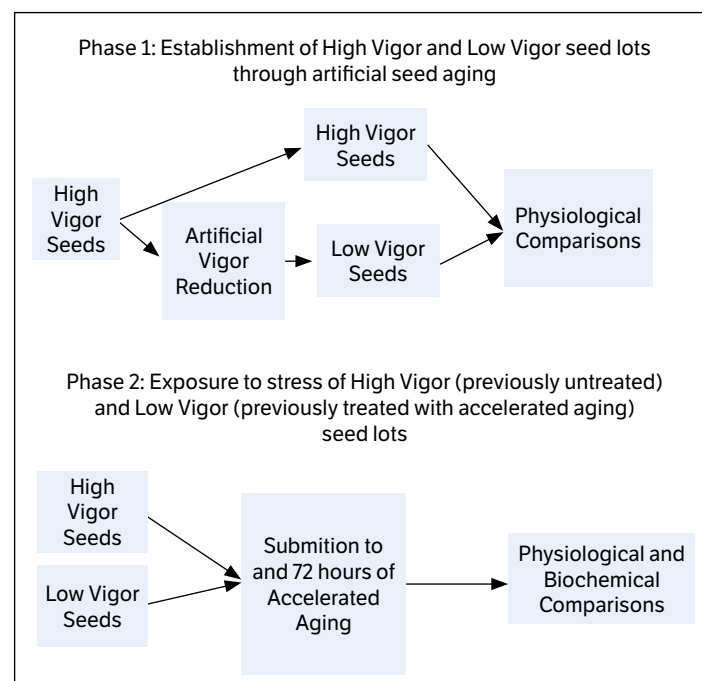 Phase 1: Establishment of High Vigor and Low Vigor seed lots
through artificial seed aging
High Vigor
Seeds
High
Vigor
Seeds
Artificial
Vigor
Reduction
Low Vigor
Seeds
Physiological
Comparisons
Phase 2: Exposure to stress of High Vigor (previously untreated)
and Low Vigor (previously treated with accelerated aging)
seed lots
High
Vigor
Seeds
Low Vigor
Seeds
Submition to
and 72 hours of
Accelerated
Aging
Physiological and
Biochemical
Comparisons